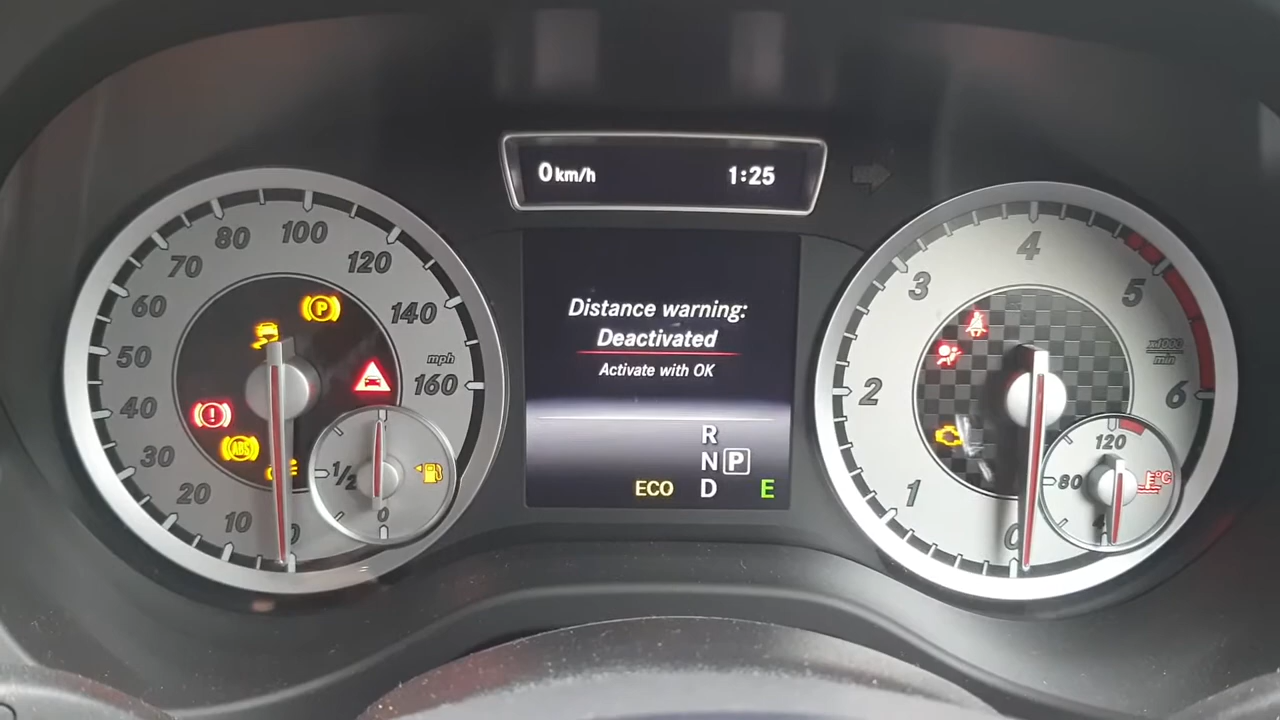 0 km/h 1:25
Distance warning:
Deactivated
Activate with OK
R
N P
ECO D E
0
10
20
30
40
50
60
70
80
100
120
140
160
mph
P
ABS
1/2
0
0
1
2
3
4
5
6
x1000
min
120
80
°C